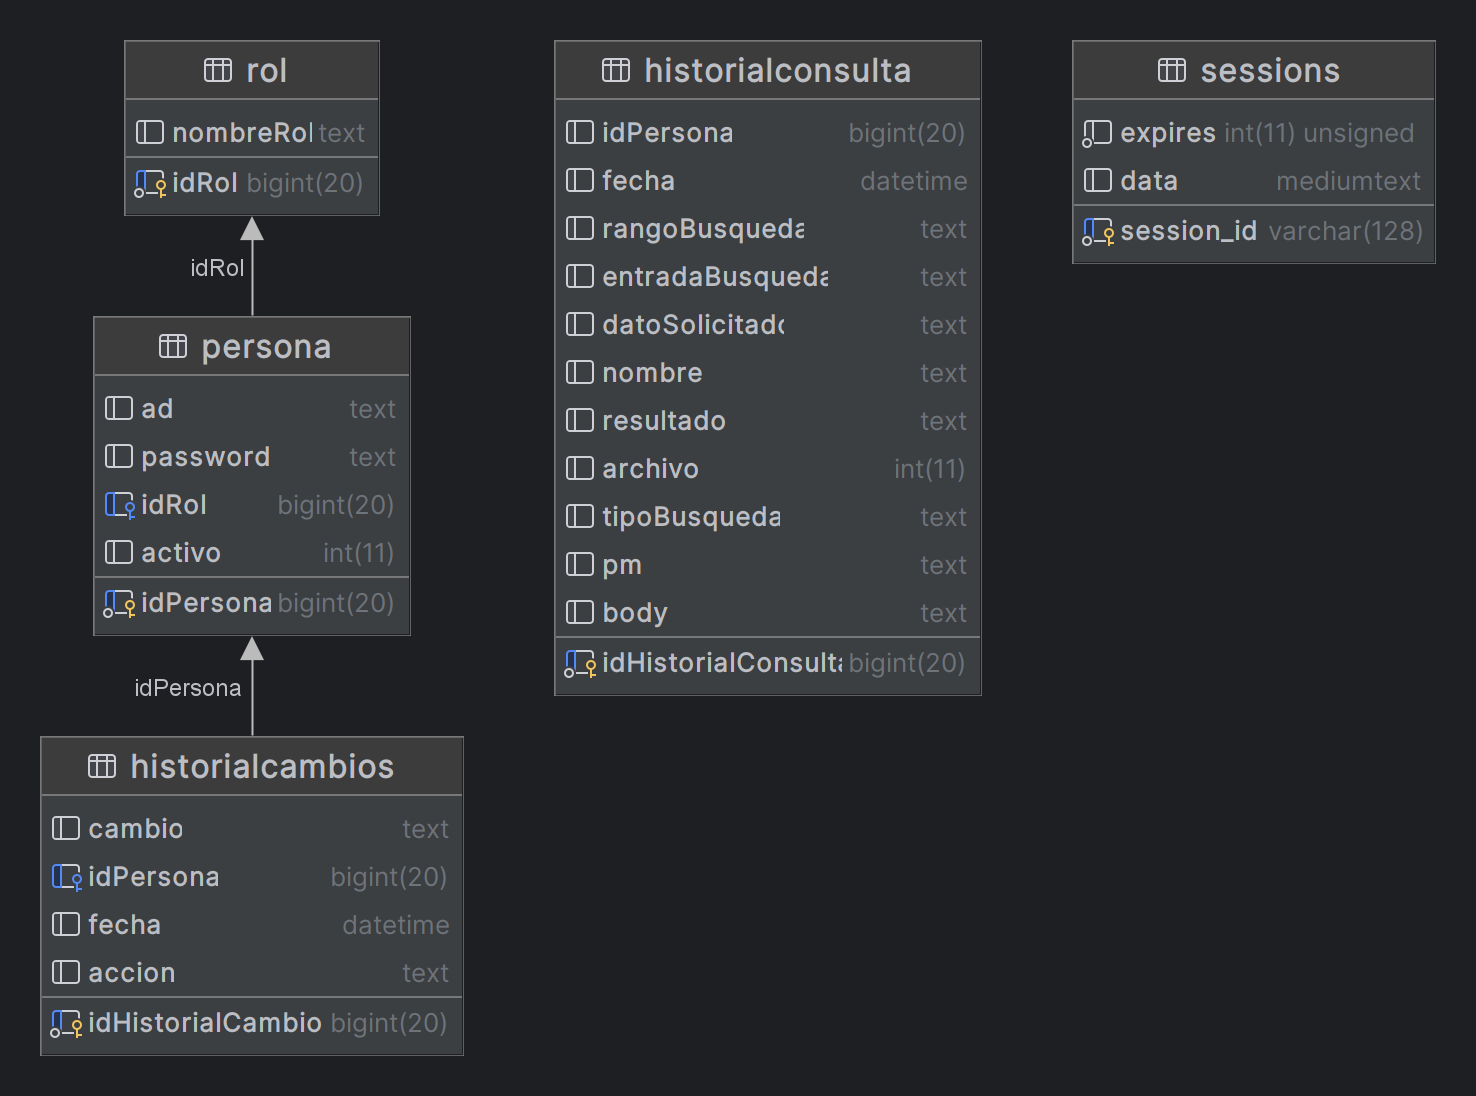 rol
nombreRol text
idRol bigint(20)
idRol
persona
ad text
password text
idRol bigint(20)
activo int(11)
idPersona bigint(20)
idPersona
historialcambios
cambio text
idPersona bigint(20)
fecha datetime
accion text
idHistorialCambio bigint(20)
historialconsulta
idPersona bigint(20)
fecha datetime
rangoBusqueda text
entradaBusqueda text
datoSolicitado text
nombre text
resultado text
archivo int(11)
tipoBusqueda text
pm text
body text
idHistorialConsulta bigint(20)
sessions
expires int(11) unsigned
data mediumtext
session_id varchar(128)